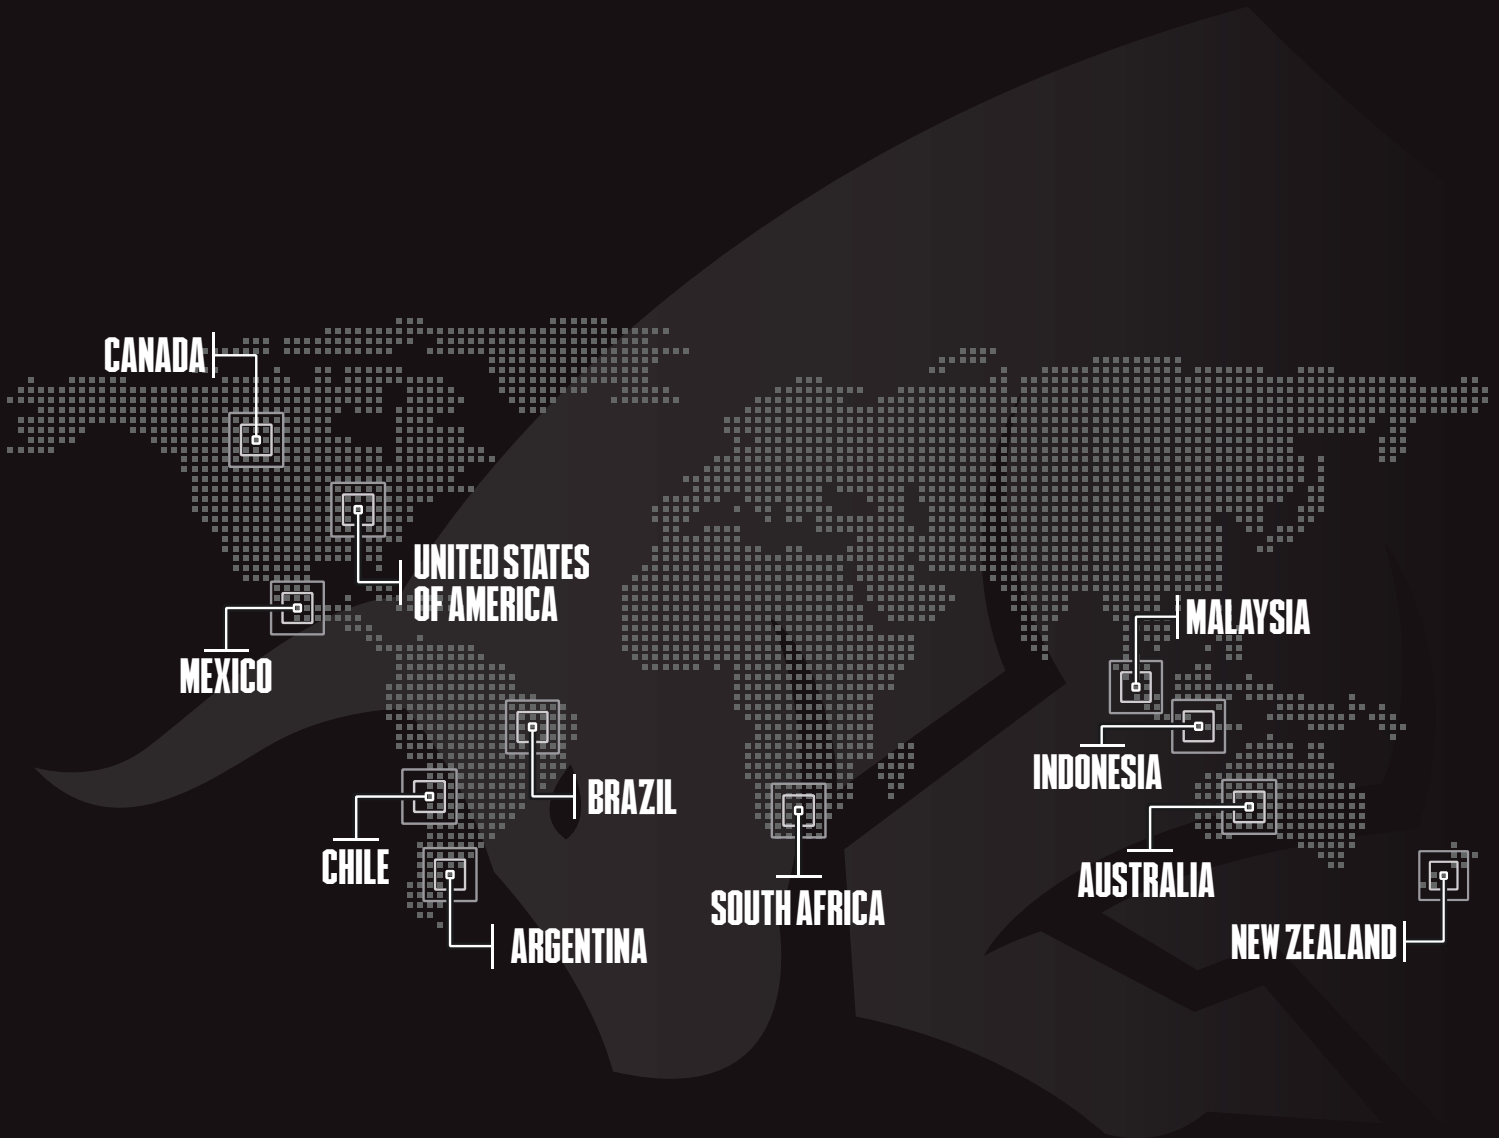 CANADA
UNITED STATES
OF AMERICA
MEXICO
MALAYSIA
INDONESIA
BRAZIL
CHILE
SOUTH AFRICA
AUSTRALIA
ARGENTINA
NEW ZEALAND